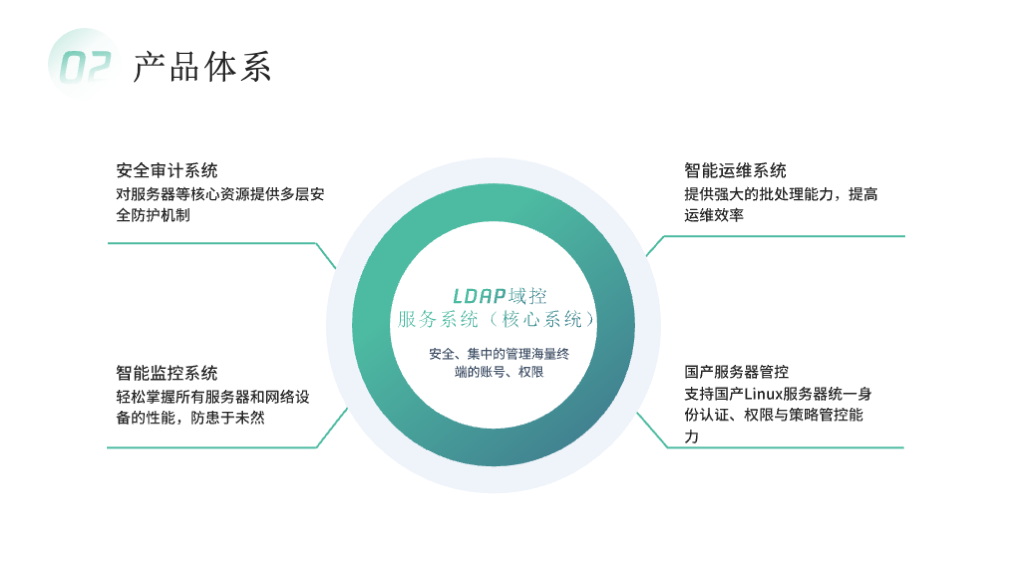 02 产品体系
安全审计系统
对服务器等核心资源提供多层安
全防护机制
智能运维系统
提供强大的批处理能力，提高
运维效率
LDAP域控
服务系统（核心系统）
安全、集中的管理海量终
端的账号、权限
智能监控系统
轻松掌握所有服务器和网络设
备的性能，防患于未然
国产服务器管控
支持国产Linux服务器统一身
份认证、权限与策略管控能
力